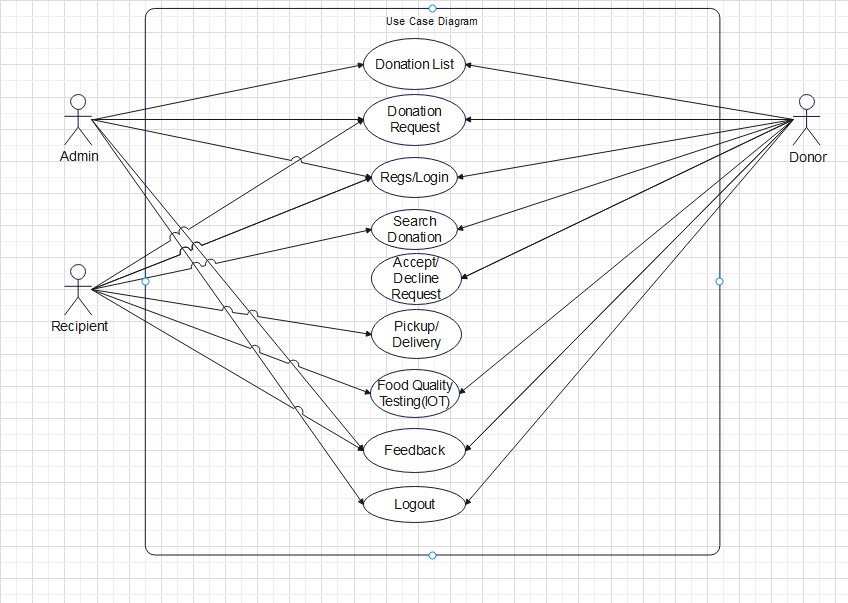 Use Case Diagram
Donation List
Donation
Request
Admin
Donor
Regs/Login
Search
Donation
Accept/
Decline
Request
Recipient
Pickup/
Delivery
Food Quality
Testing(IOT)
Feedback
Logout